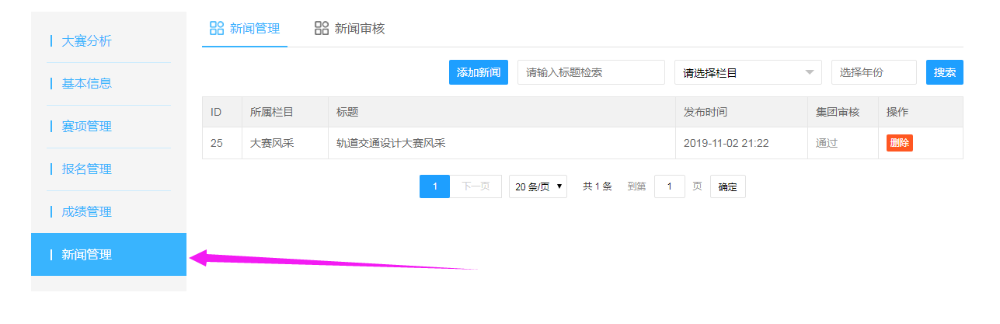 大赛分析
基本信息
赛项管理
报名管理
成绩管理
新闻管理
新闻管理 新闻审核
添加新闻 请输入标题检索 请选择栏目 选择年份 搜索
ID 所属栏目 标题 发布时间 集团审核 操作
25 大赛风采 轨道交通设计大赛风采 2019-11-02 21:22 通过 删除
1 下一页 20 条/页 共 1 条 到第 1 页 确定